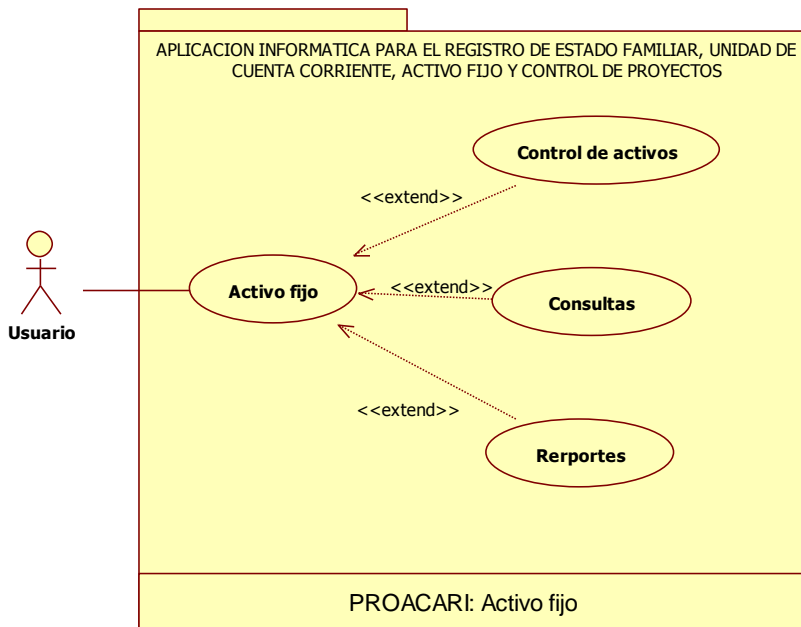 APLICACION INFORMATICA PARA EL REGISTRO DE ESTADO FAMILIAR, UNIDAD DE
CUENTA CORRIENTE, ACTIVO FIJO Y CONTROL DE PROYECTOS
Control de activos
<<extend>>
Activo fijo
<<extend>>
Consultas
Usuario
<<extend>>
Rerportes
PROACARI: Activo fijo